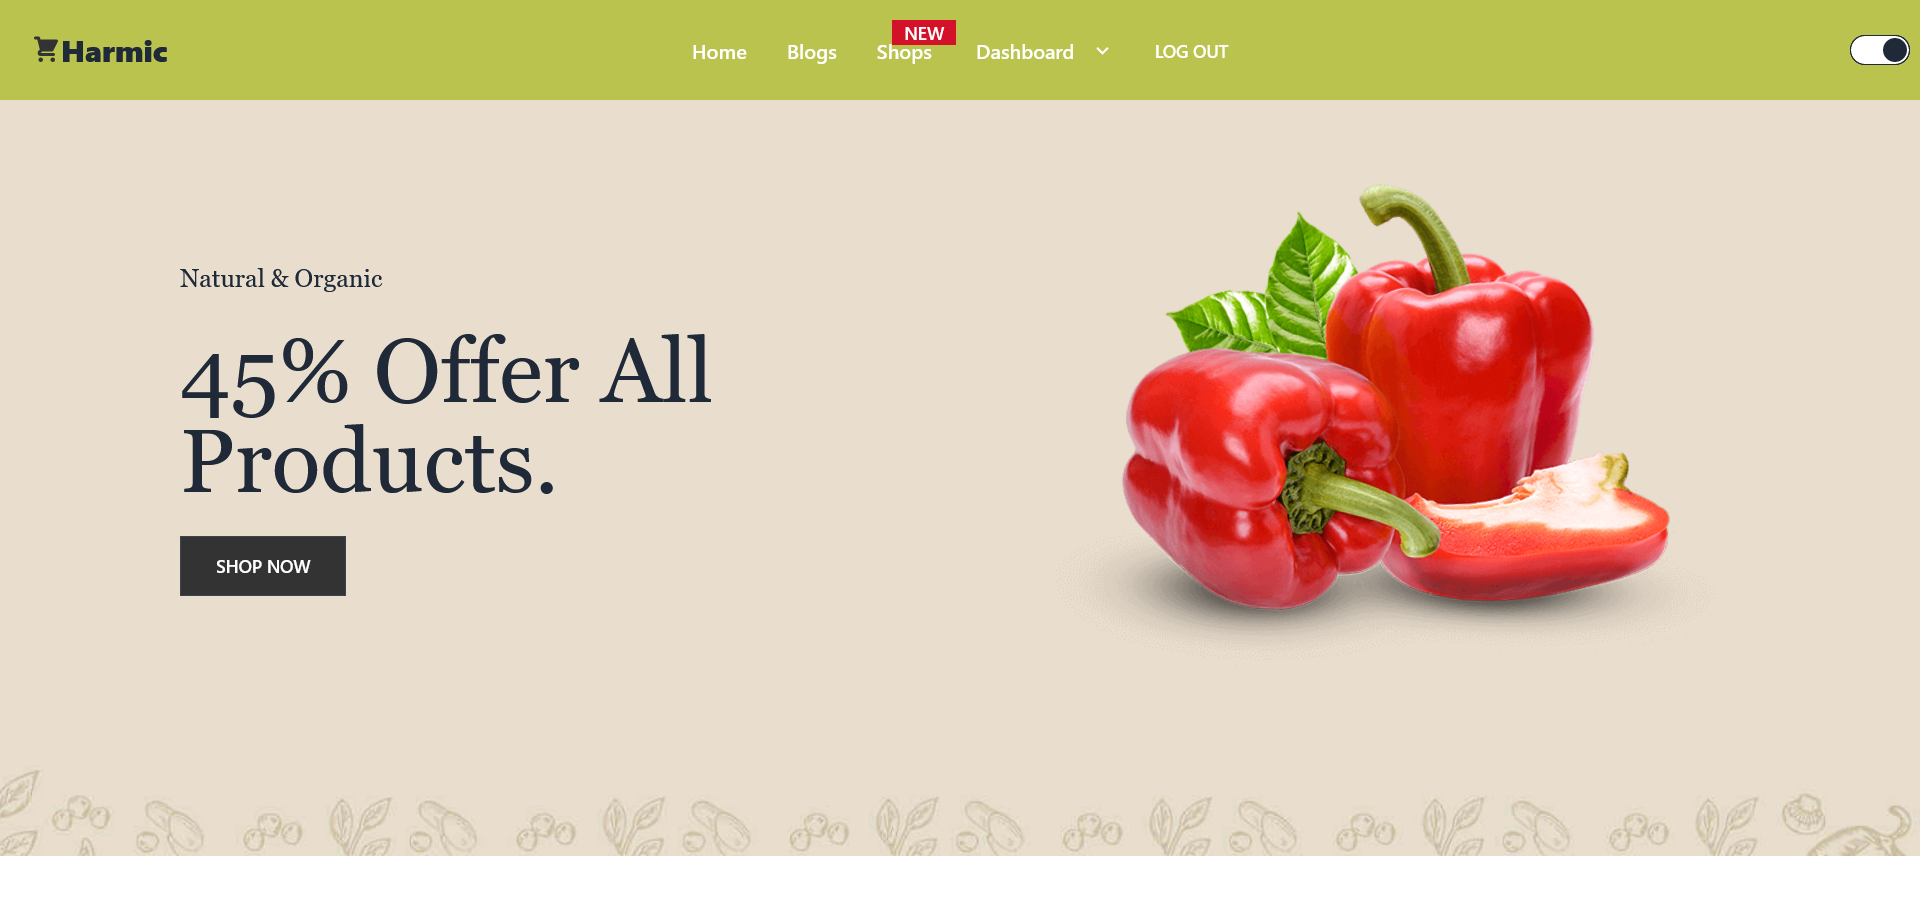 Harmic
Home
Blogs
NEW
Shops
Dashboard
LOG OUT
Natural & Organic
45% Offer All
Products.
SHOP NOW